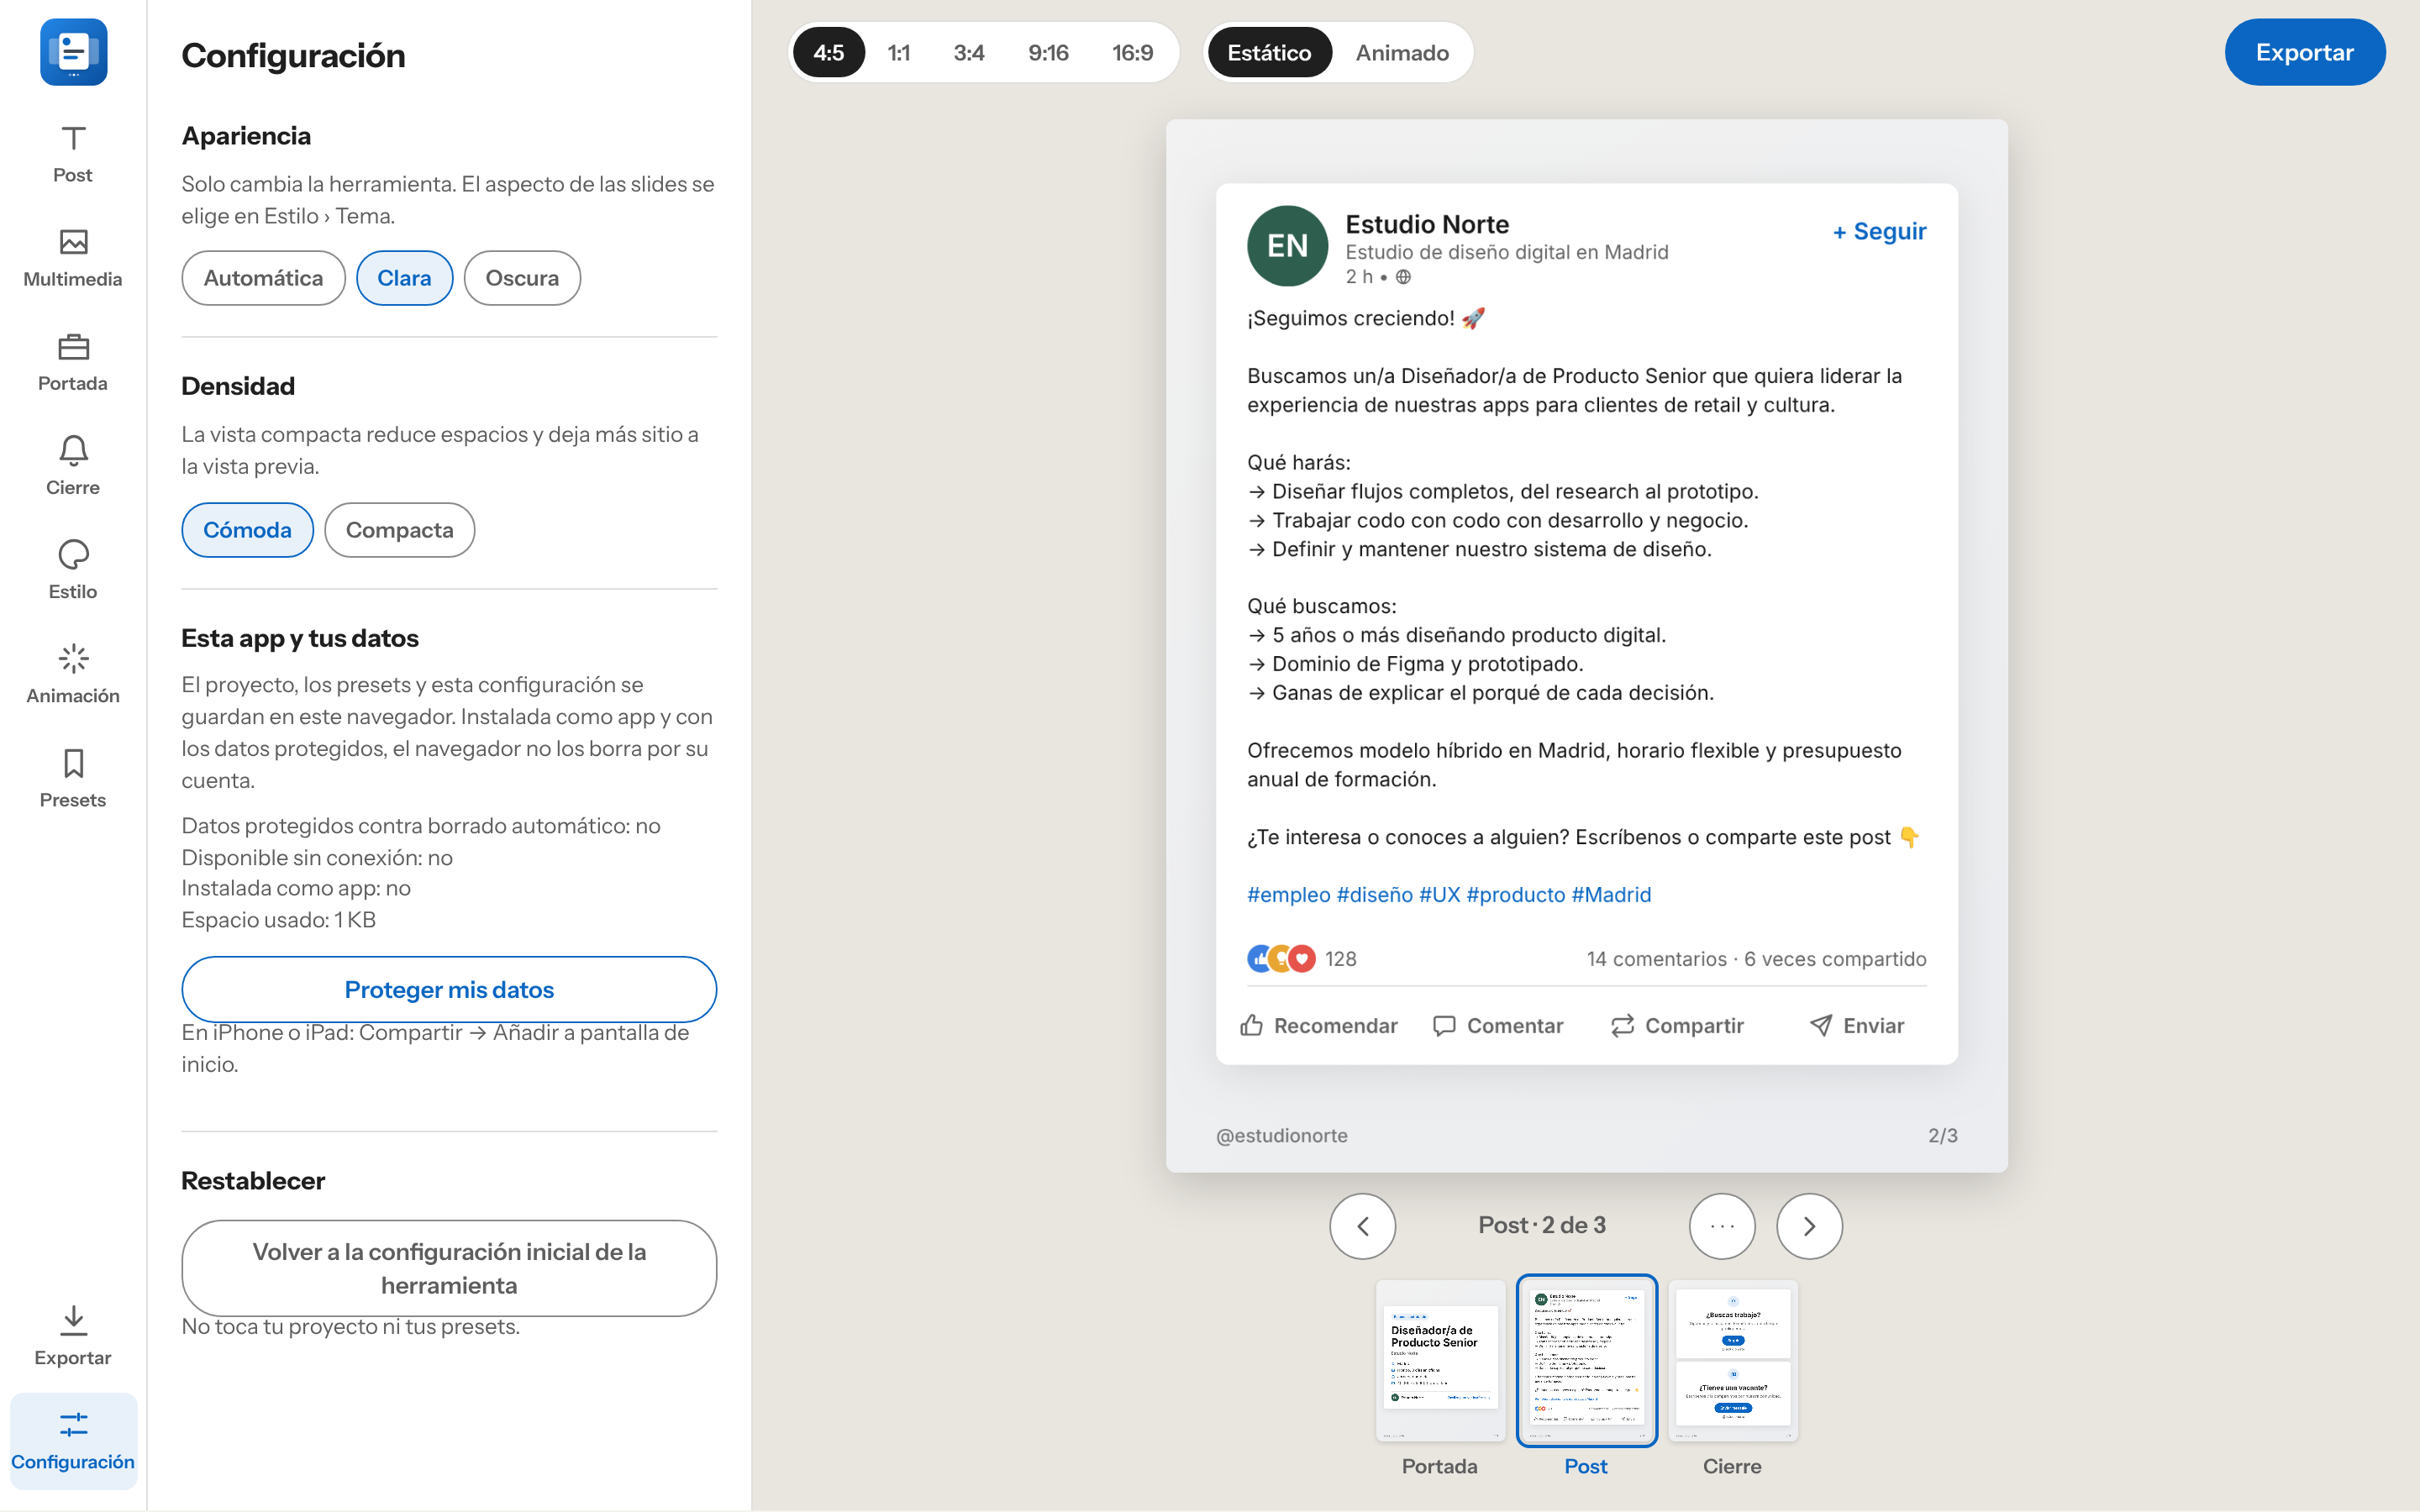 Configuración
Post
Multimedia
Portada
Cierre
Estilo
Animación
Presets
Exportar
Configuración
Apariencia
Solo cambia la herramienta. El aspecto de las slides se
elige en Estilo › Tema.
Automática
Clara
Oscura
Densidad
La vista compacta reduce espacios y deja más sitio a
la vista previa.
Cómoda
Compacta
Esta app y tus datos
El proyecto, los presets y esta configuración se
guardan en este navegador. Instalada como app y con
los datos protegidos, el navegador no los borra por su
cuenta.
Datos protegidos contra borrado automático: no
Disponible sin conexión: no
Instalada como app: no
Espacio usado: 1 KB
Proteger mis datos
En iPhone o iPad: Compartir → Añadir a pantalla de
inicio.
Restablecer
Volver a la configuración inicial de la
herramienta
No toca tu proyecto ni tus presets.
4:5
1:1
3:4
9:16
16:9
Estático
Animado
Exportar
EN
Estudio Norte
Estudio de diseño digital en Madrid
2 h •
+ Seguir
¡Seguimos creciendo! 🚀
Buscamos un/a Diseñador/a de Producto Senior que quiera liderar la
experiencia de nuestras apps para clientes de retail y cultura.
Qué harás:
→ Diseñar flujos completos, del research al prototipo.
→ Trabajar codo con codo con desarrollo y negocio.
→ Definir y mantener nuestro sistema de diseño.
Qué buscamos:
→ 5 años o más diseñando producto digital.
→ Dominio de Figma y prototipado.
→ Ganas de explicar el porqué de cada decisión.
Ofrecemos modelo híbrido en Madrid, horario flexible y presupuesto
anual de formación.
¿Te interesa o conoces a alguien? Escríbenos o comparte este post 👇
#empleo #diseño #UX #producto #Madrid
128
14 comentarios · 6 veces compartido
Recomendar
Comentar
Compartir
Enviar
@estudionorte
2/3
Post · 2 de 3
Diseñador/a de
Producto Senior
¿Buscas trabajo?
¿Tienes una vacante?
Portada
Post
Cierre